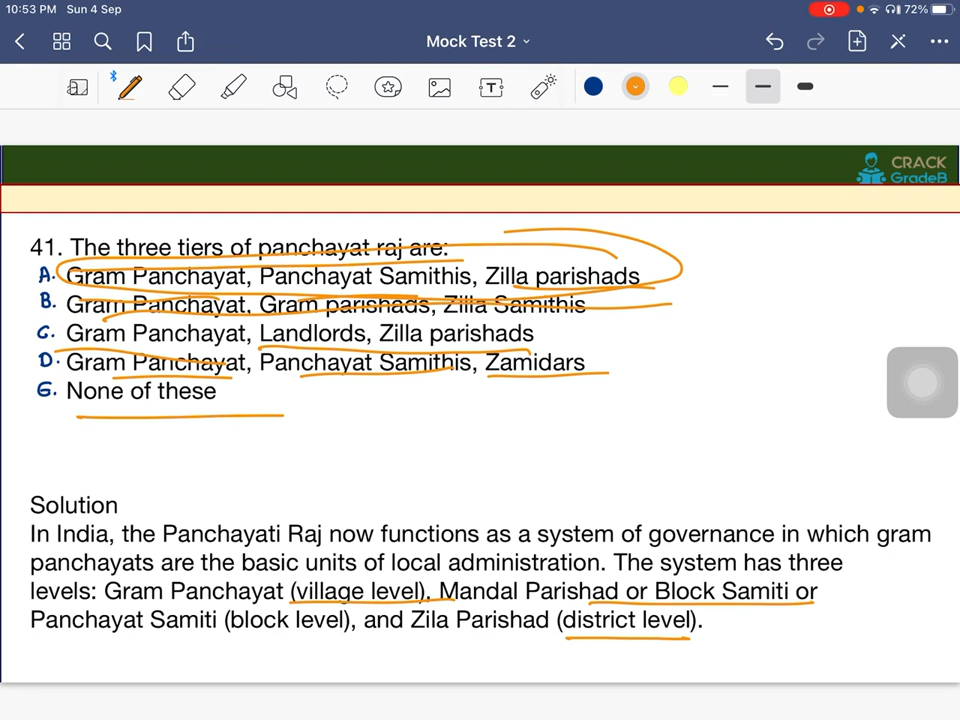 10:53 PM Sun 4 Sep 72%
Mock Test 2
T
CRACK
GradeB
41. The three tiers of panchayat raj are:
A. Gram Panchayat, Panchayat Samithis, Zilla parishads
B. Gram Panchayat, Gram parishads, Zilla Samithis
C. Gram Panchayat, Landlords, Zilla parishads
D. Gram Panchayat, Panchayat Samithis, Zamidars
None of these
Solution
In India, the Panchayati Raj now functions as a system of governance in which gram
panchayats are the basic units of local administration. The system has three
levels: Gram Panchayat (village level). Mandal Parishad or Block Samiti or
Panchayat Samiti (block level), and Zila Parishad (district level).